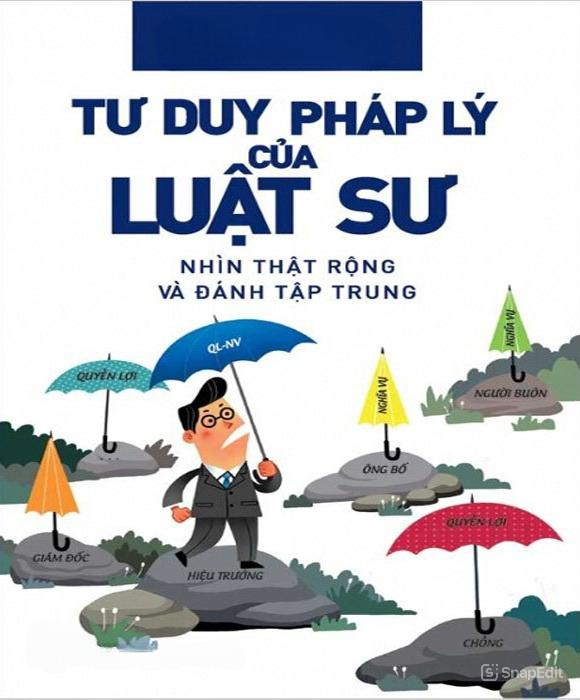 TƯ DUY PHÁP LÝ
CỦA
LUẬT SƯ
NHÌN THẬT RỘNG
VÀ ĐÁNH TẬP TRUNG
QL-NV
NGHĨA VỤ
QUYỀN LỢI
NGHĨA VỤ
NGƯỜI BUÔN
ÔNG BỐ
QUYỀN LỢI
GIÁM ĐỐC
HIỆU TRƯỞNG
CHỒNG
SnapEdit